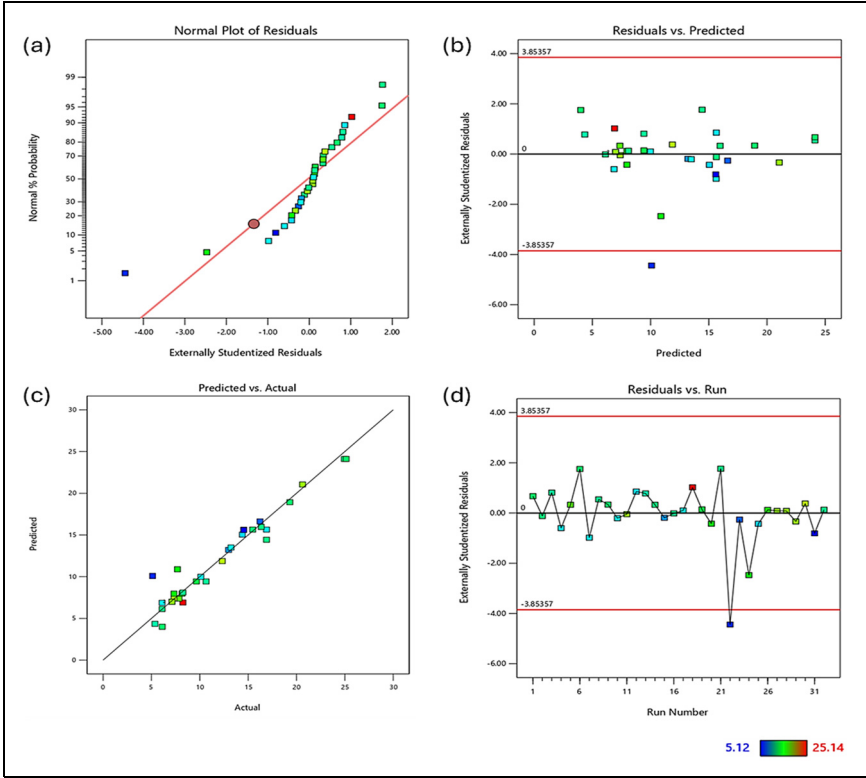 (a)
Normal Plot of Residuals
Normal % Probability
99
95
90
80
70
50
30
20
10
5
1
-5.00 -4.00 -3.00 -2.00 -1.00 0.00 1.00 2.00
Externally Studentized Residuals
(b)
Residuals vs. Predicted
Externally Studentized Residuals
4.00
2.00
0.00
-2.00
-4.00
-6.00
3.85357
0
-3.85357
0 5 10 15 20 25
Predicted
(c)
Predicted vs. Actual
Predicted
30
25
20
15
10
5
0
0 5 10 15 20 25 30
Actual
(d)
Residuals vs. Run
Externally Studentized Residuals
4.00
2.00
0.00
-2.00
-4.00
-6.00
3.85357
0
-3.85357
1 6 11 16 21 26 31
Run Number
5.12 25.14